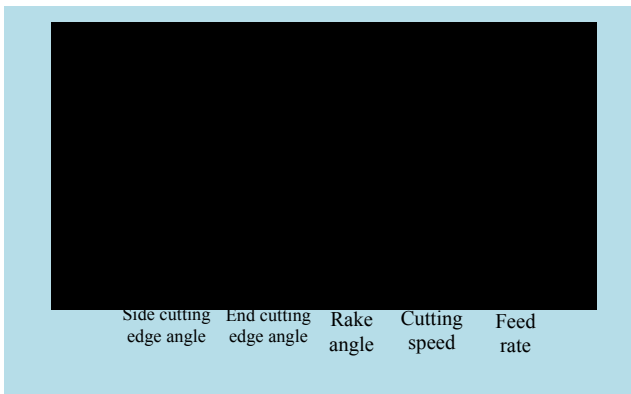 Side cutting
edge angle
End cutting
edge angle
Rake
angle
Cutting
speed
Feed
rate